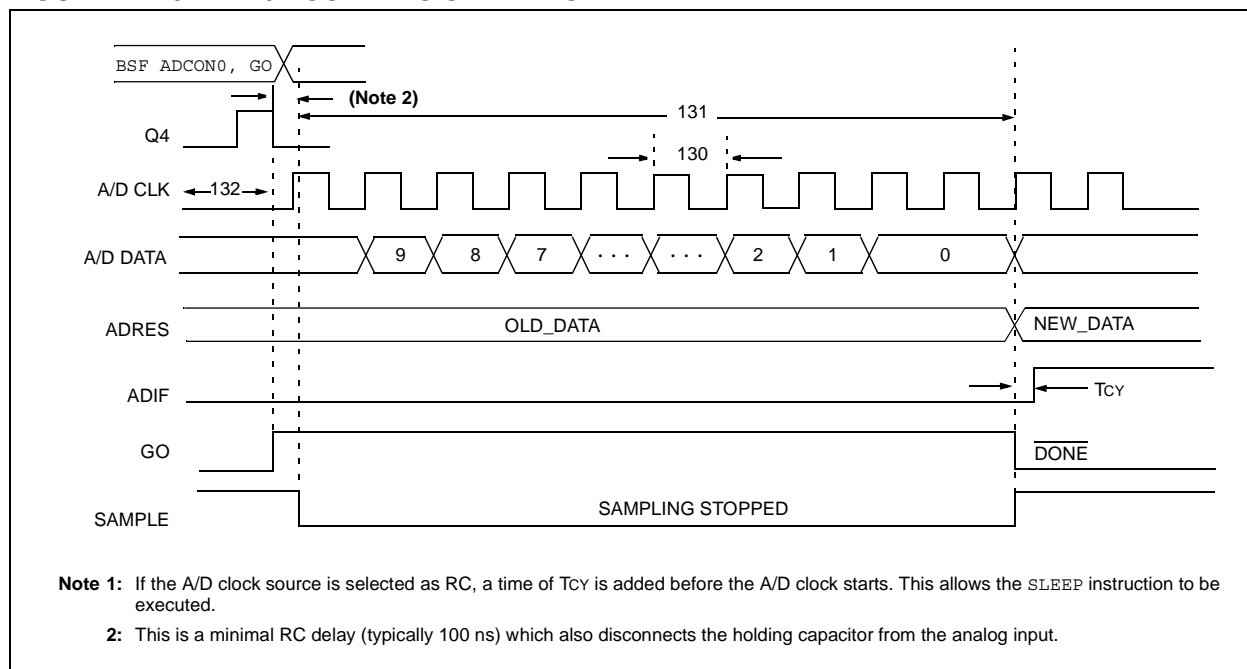 BSF ADCON0, GO
(Note 2)
131
Q4
130
A/D CLK
132
A/D DATA
9 8 7 . . . . . . 2 1 0
ADRES
OLD_DATA
NEW_DATA
ADIF
TCY
GO
DONE
SAMPLE
SAMPLING STOPPED
Note 1: If the A/D clock source is selected as RC, a time of TCY is added before the A/D clock starts. This allows the SLEEP instruction to be
executed.
2: This is a minimal RC delay (typically 100 ns) which also disconnects the holding capacitor from the analog input.